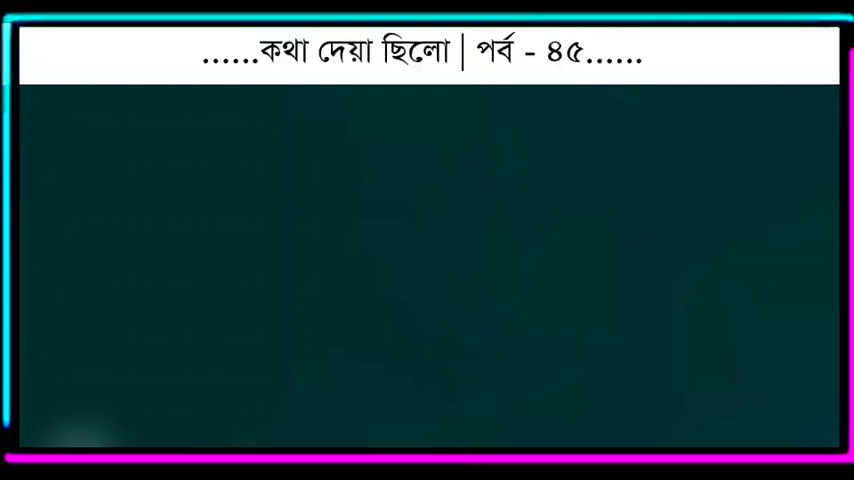 ......কথা দেয়া ছিলো | পর্ব - ৪৫......